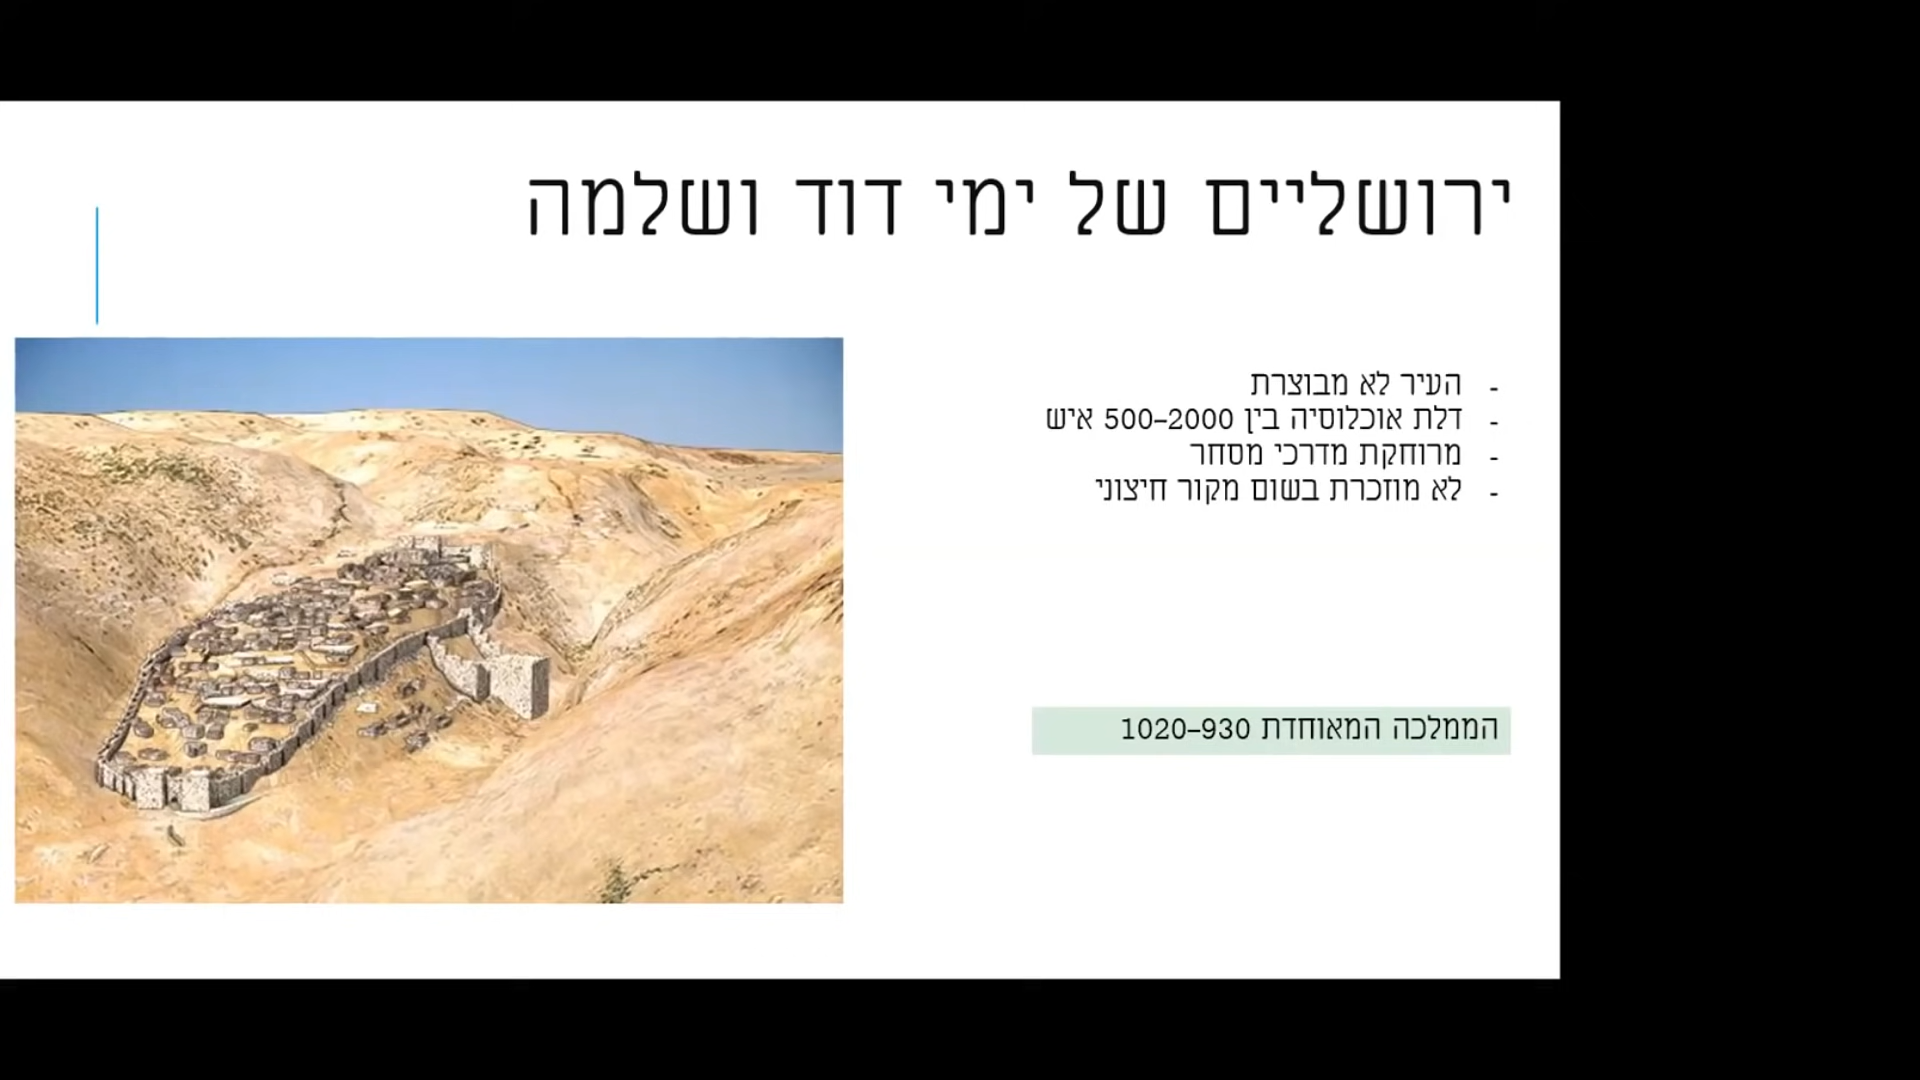 ירושליים של ימי דוד ושלמה
- העיר לא מבוצרת
- דלת אוכלוסיה בין 500-2000 איש
- מרוחקת מדרכי מסחר
- לא מוזכרת בשום מקור חיצוני
הממלכה המאוחדת 1020-930